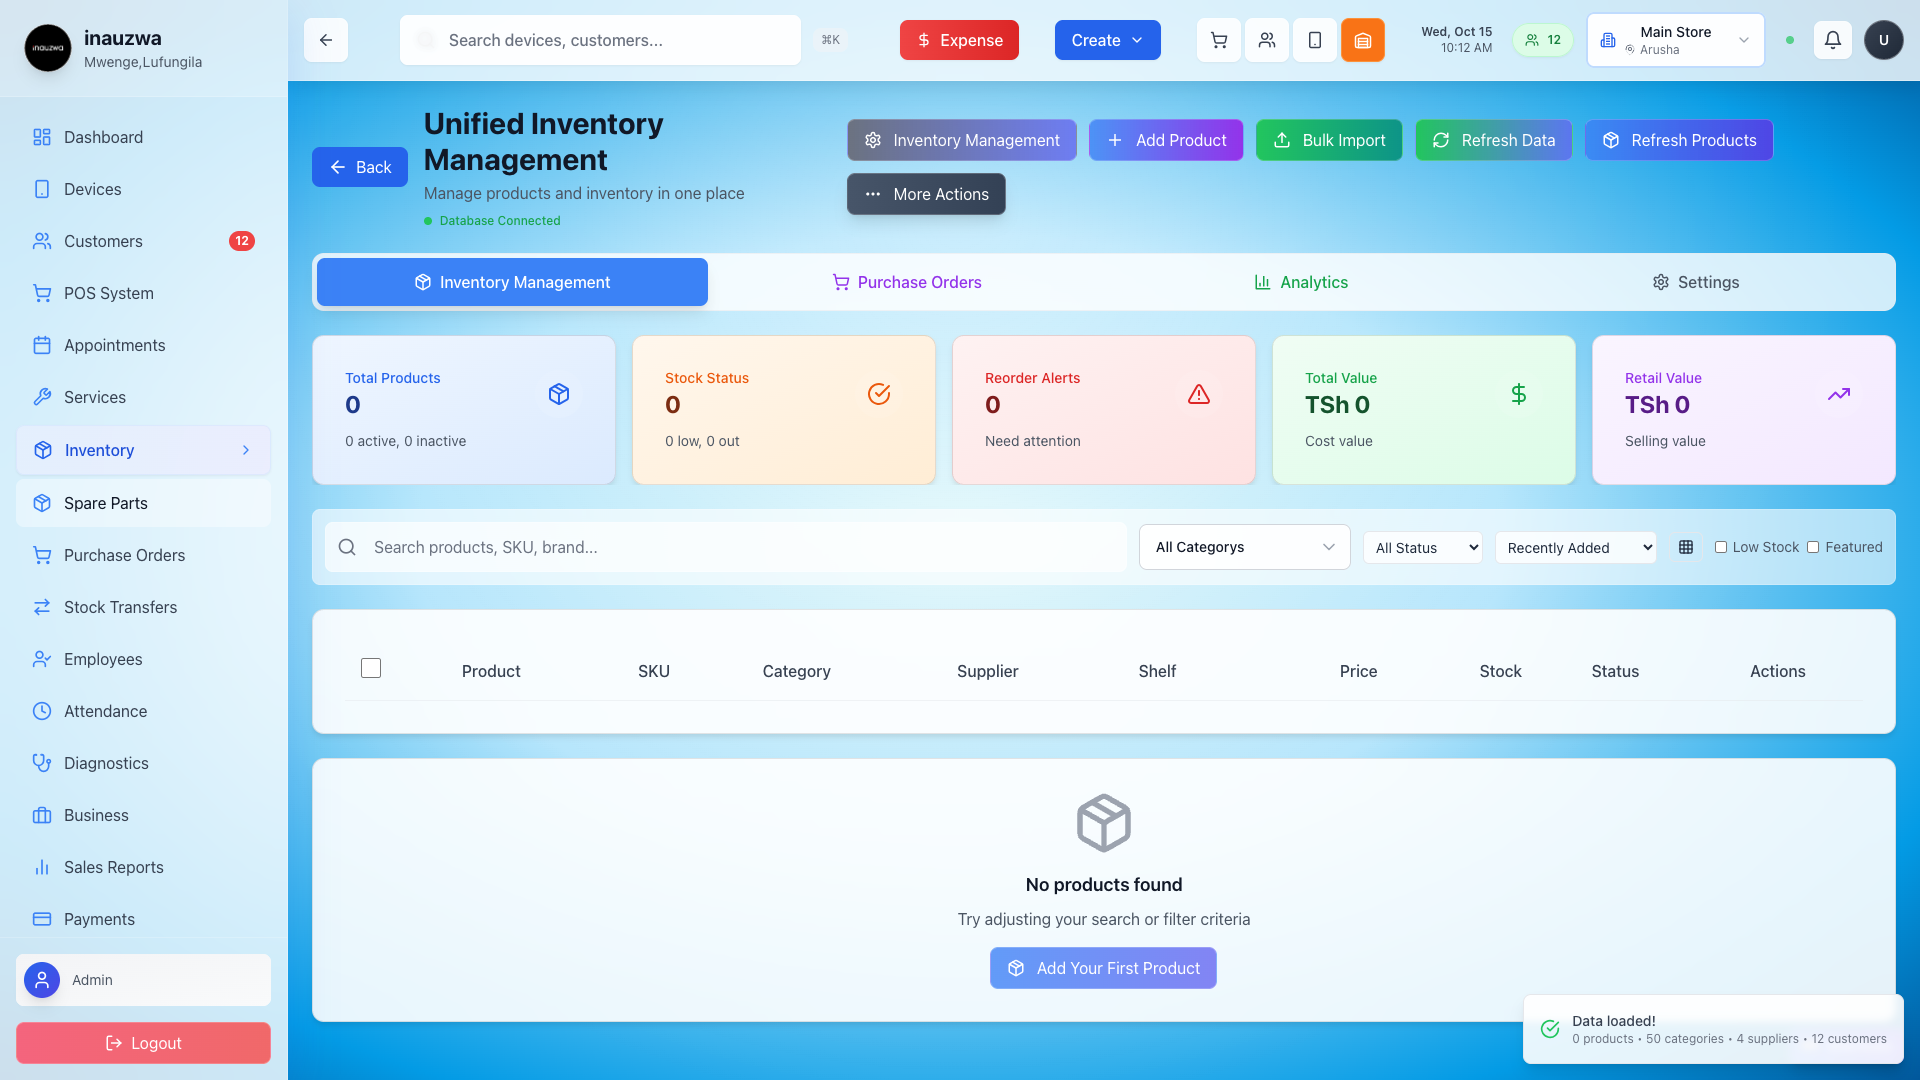 inauzwa
inauzwa
Mwenge,Lufungila
Search devices, customers...
⌘K
Expense
Create
Wed, Oct 15
10:12 AM
12
Main Store
Arusha
U
Dashboard
Devices
Customers
12
POS System
Appointments
Services
Inventory
Spare Parts
Purchase Orders
Stock Transfers
Employees
Attendance
Diagnostics
Business
Sales Reports
Payments
Admin
Logout
Back
Unified Inventory
Management
Manage products and inventory in one place
Database Connected
Inventory Management
Add Product
Bulk Import
Refresh Data
Refresh Products
More Actions
Inventory Management
Purchase Orders
Analytics
Settings
Total Products
0
0 active, 0 inactive
Stock Status
0
0 low, 0 out
Reorder Alerts
0
Need attention
Total Value
TSh 0
Cost value
Retail Value
TSh 0
Selling value
Search products, SKU, brand...
All Categorys
All Status
Recently Added
Low Stock
Featured
Product
SKU
Category
Supplier
Shelf
Price
Stock
Status
Actions
No products found
Try adjusting your search or filter criteria
Add Your First Product
Data loaded!
0 products • 50 categories • 4 suppliers • 12 customers